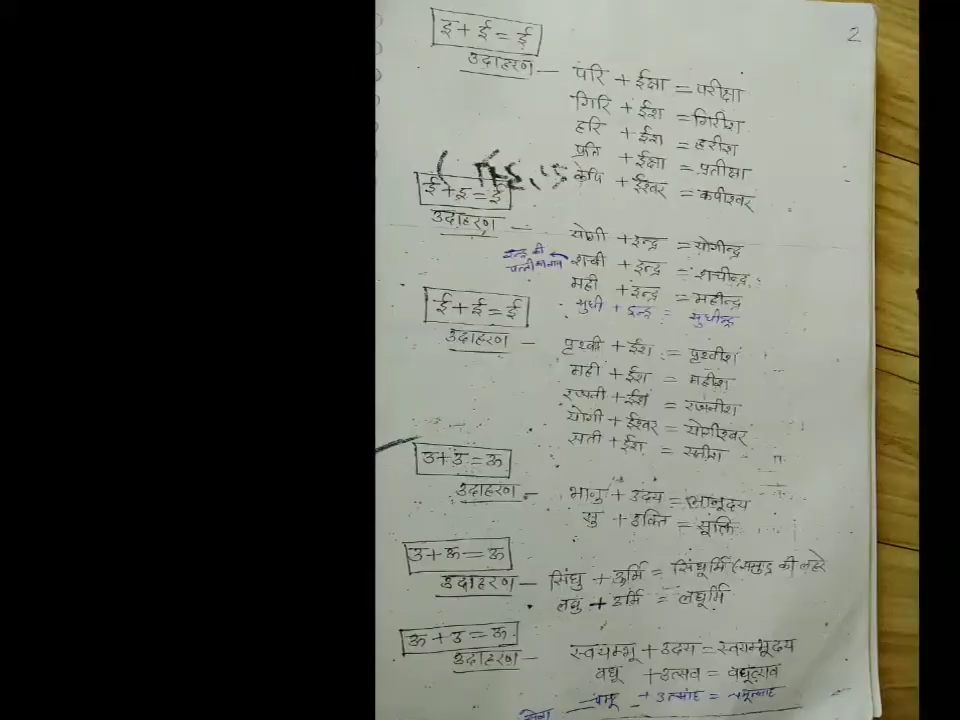 2
इ + ई = ई
उदाहरण — परि + ईक्षा = परीक्षा
गिरि + ईश = गिरीश
हरि + ईश = हरीश
प्रति + ईक्षा = प्रतीक्षा
कपि + ईश्वर = कपीश्वर
ई + इ = ई
उदाहरण — योगी + इन्द्र = योगीन्द्र
शची + इन्द्र = शचीन्द्र
मही + इन्द्र = महीन्द्र
सुधी + इन्द्र = सुधीन्द्र
ई + ई = ई
उदाहरण — पृथ्वी + ईश = पृथ्वीश
मही + ईश = महीश
रजनी + ईश = रजनीश
योगी + ईश्वर = योगीश्वर
सती + ईश = सतीश
उ + उ = ऊ
उदाहरण - भानु + उदय = भानूदय
सु + उक्ति = सूक्ति
उ + ऊ = ऊ
उदाहरण — सिंधु + ऊर्मि = सिंधूर्मि (समुद्र की लहरे
लघु + ऊर्मि = लघूर्मि
ऊ + उ = ऊ
उदाहरण — स्वयम्भू + उदय = स्वयम्भूदय
वधू + उत्सव = वधूत्सव